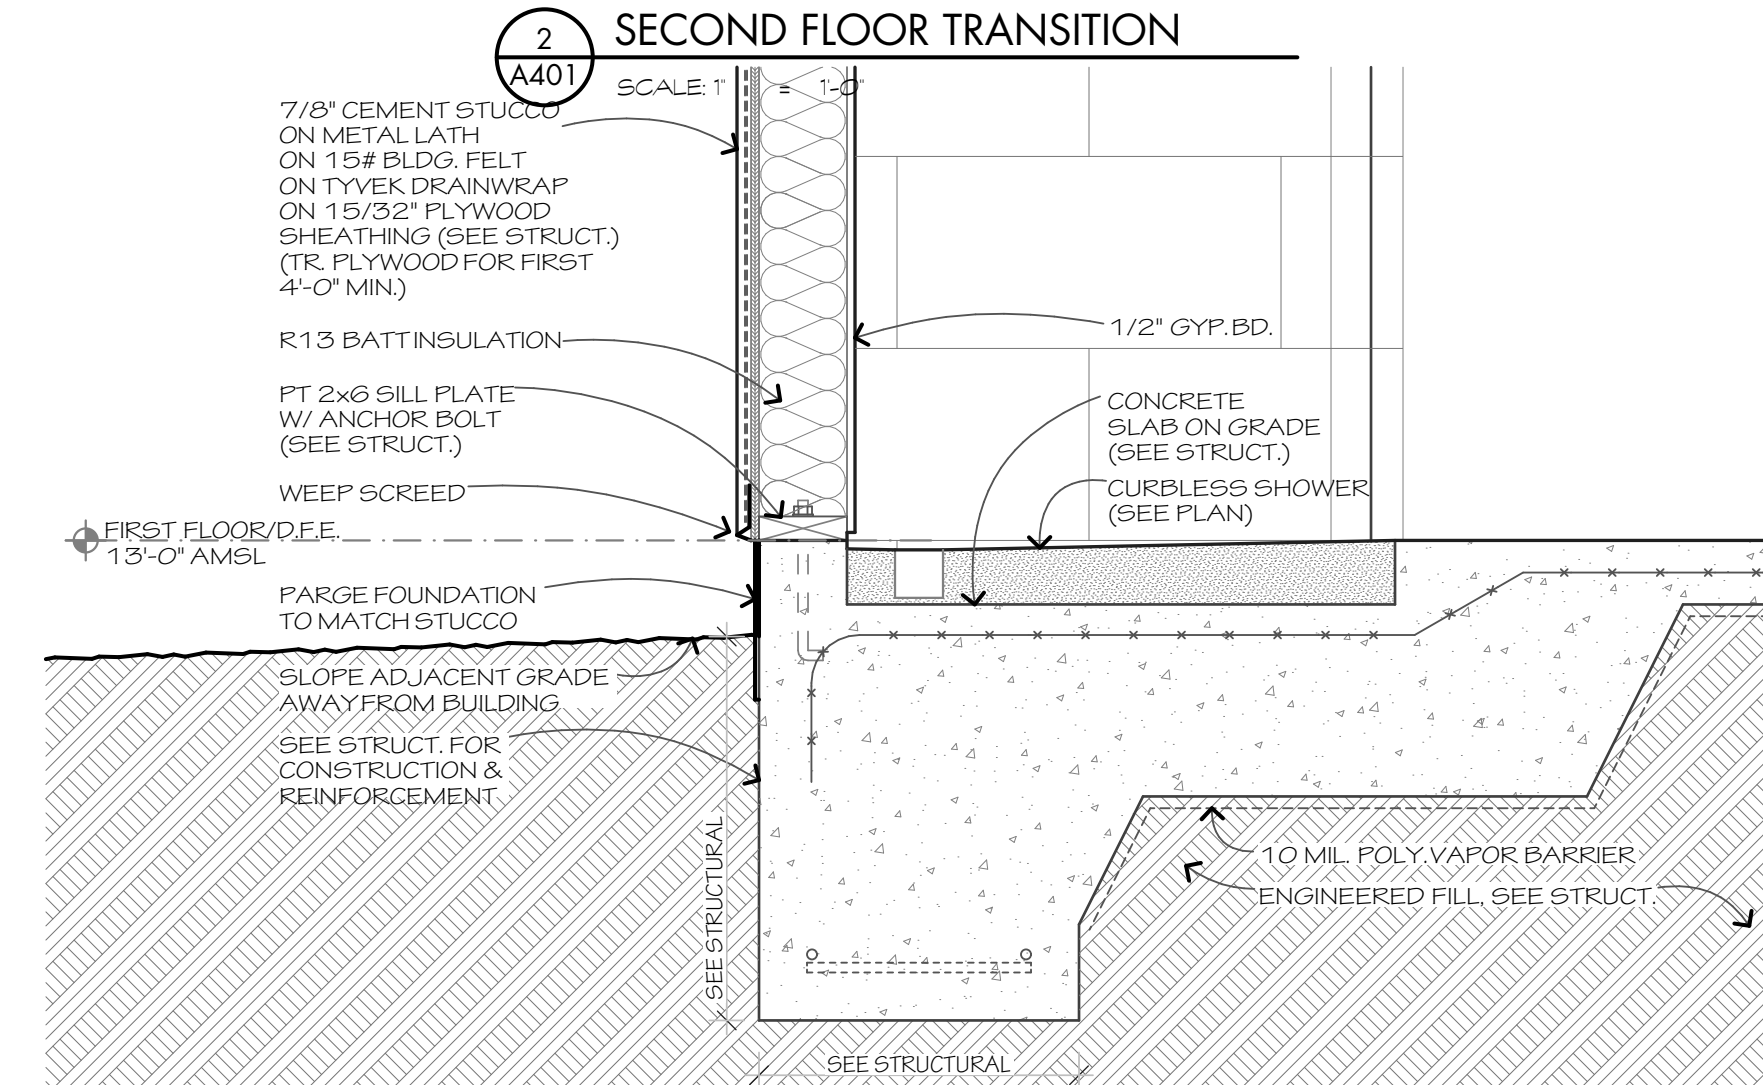 2
SECOND FLOOR TRANSITION
A401
SCALE: 1" = 1'-0"
7/8" CEMENT STUCCO
ON METAL LATH
ON 15# BLDG. FELT
ON TYVEK DRAINWRAP
ON 15/32" PLYWOOD
SHEATHING (SEE STRUCT.)
(TR. PLYWOOD FOR FIRST
4'-0" MIN.)
R13 BATT INSULATION
PT 2x6 SILL PLATE
W/ ANCHOR BOLT
(SEE STRUCT.)
WEEP SCREED
FIRST FLOOR/D.F.E.
13'-0" AMSL
PARGE FOUNDATION
TO MATCH STUCCO
SLOPE ADJACENT GRADE
AWAY FROM BUILDING
SEE STRUCT. FOR
CONSTRUCTION &
REINFORCEMENT
1/2" GYP. BD.
CONCRETE
SLAB ON GRADE
(SEE STRUCT.)
CURBLESS SHOWER
(SEE PLAN)
10 MIL. POLY. VAPOR BARRIER
ENGINEERED FILL, SEE STRUCT.
SEE STRUCTURAL
SEE STRUCTURAL